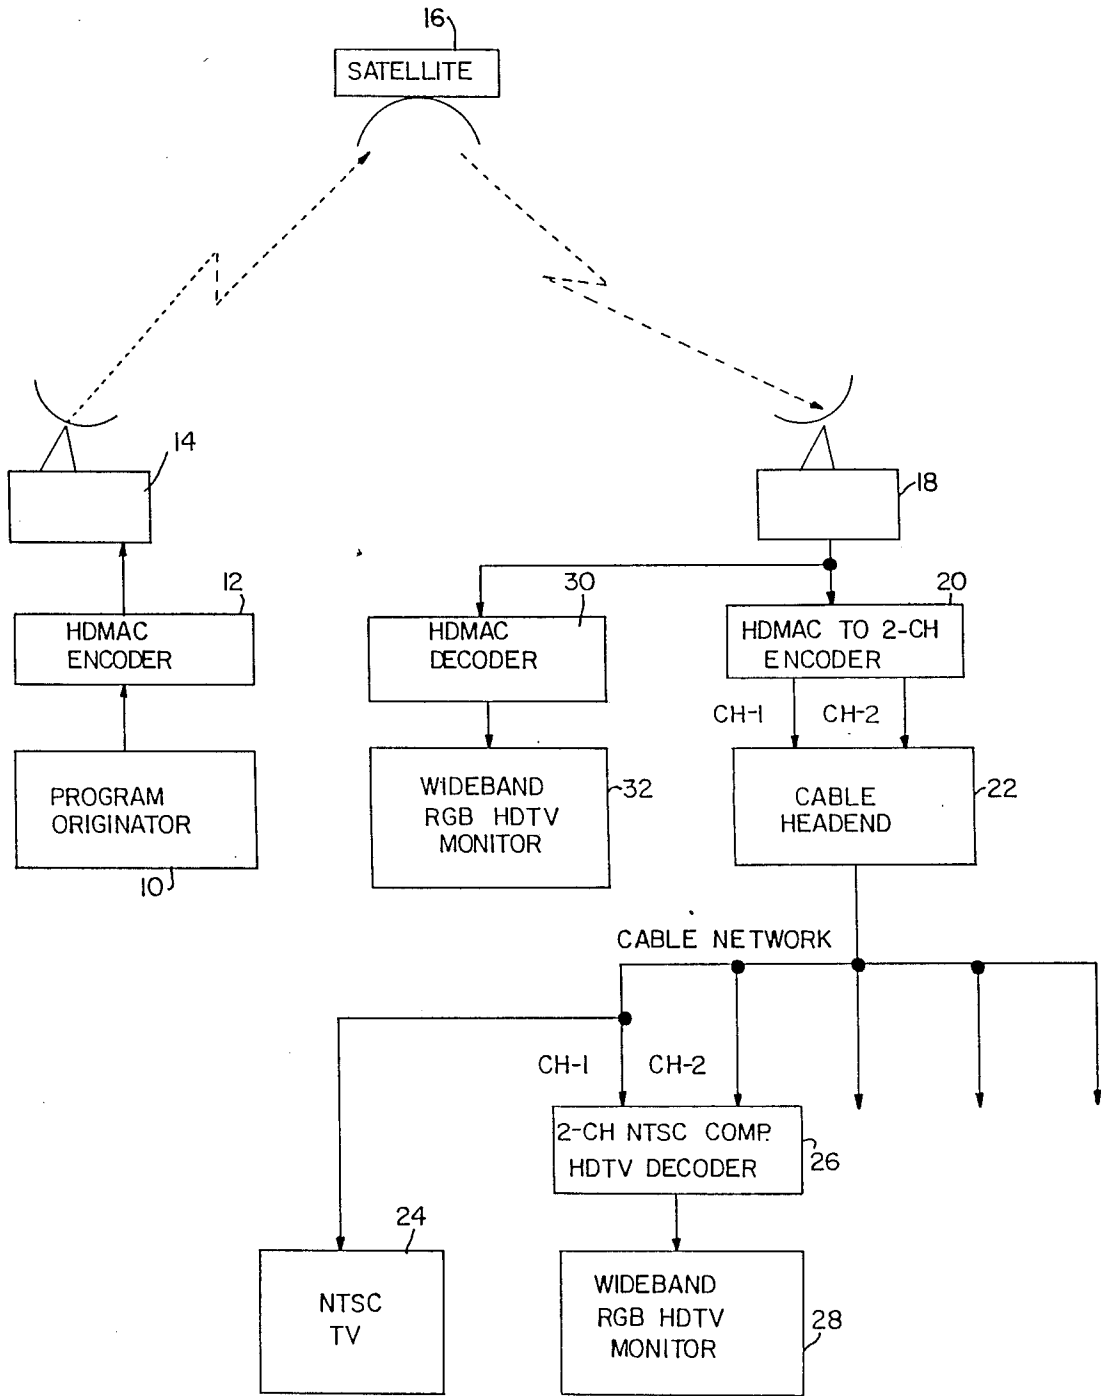 16
SATELLITE
14
18
12
HDMAC
ENCODER
30
HDMAC
DECODER
20
HDMAC TO 2-CH
ENCODER
CH-1
CH-2
PROGRAM
ORIGINATOR
10
WIDEBAND
RGB HDTV
MONITOR
32
CABLE
HEADEND
22
CABLE NETWORK
CH-1
CH-2
2-CH NTSC COMP.
HDTV DECODER
26
24
NTSC
TV
WIDEBAND
RGB HDTV
MONITOR
28